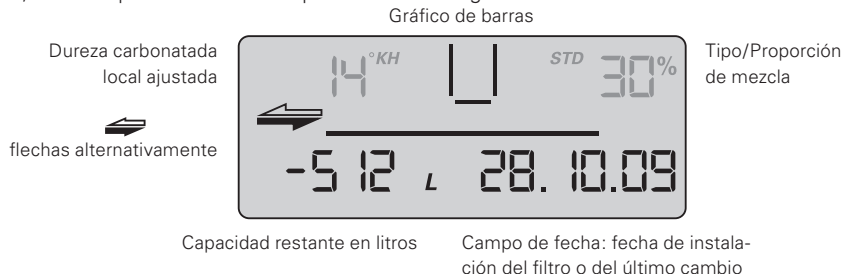 Gráfico de barras
Dureza carbonatada
local ajustada
14 °KH
STD
30%
Tipo/Proporción
de mezcla
flechas alternativamente
-512 L 28.10.09
Capacidad restante en litros
Campo de fecha: fecha de instala-
ción del filtro o del último cambio